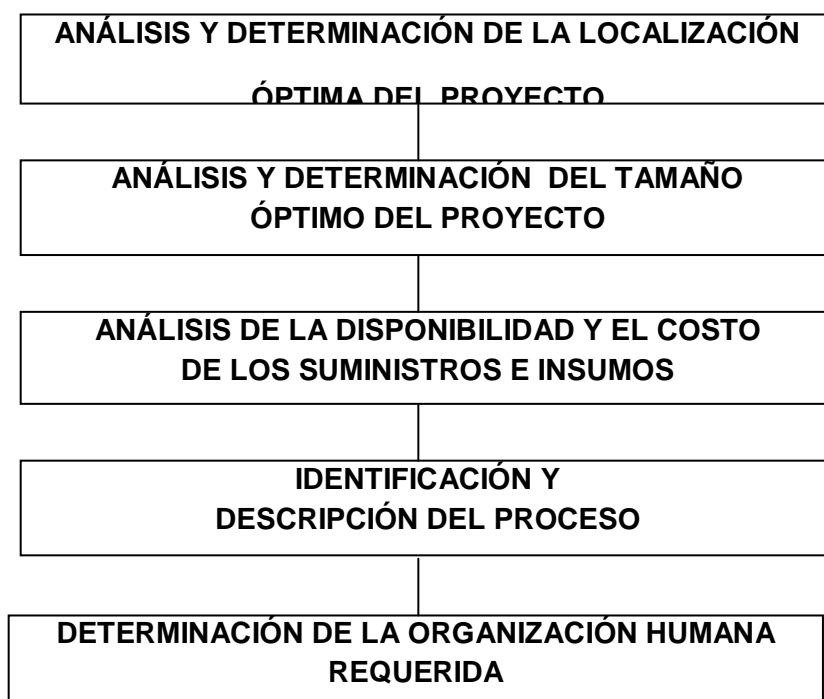 ANÁLISIS Y DETERMINACIÓN DE LA LOCALIZACIÓN
ÓPTIMA DEL PROYECTO
ANÁLISIS Y DETERMINACIÓN DEL TAMAÑO
ÓPTIMO DEL PROYECTO
ANÁLISIS DE LA DISPONIBILIDAD Y EL COSTO
DE LOS SUMINISTROS E INSUMOS
IDENTIFICACIÓN Y
DESCRIPCIÓN DEL PROCESO
DETERMINACIÓN DE LA ORGANIZACIÓN HUMANA
REQUERIDA